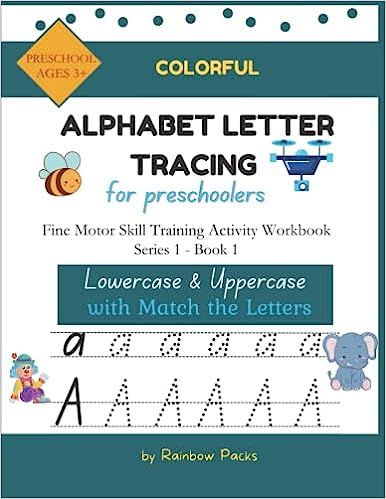 PRESCHOOL
AGES 3+
COLORFUL
ALPHABET LETTER
TRACING
for preschoolers
Fine Motor Skill Training Activity Workbook
Series 1 - Book 1
Lowercase & Uppercase
with Match the Letters
a a a a a a
A A A A A A
by Rainbow Packs